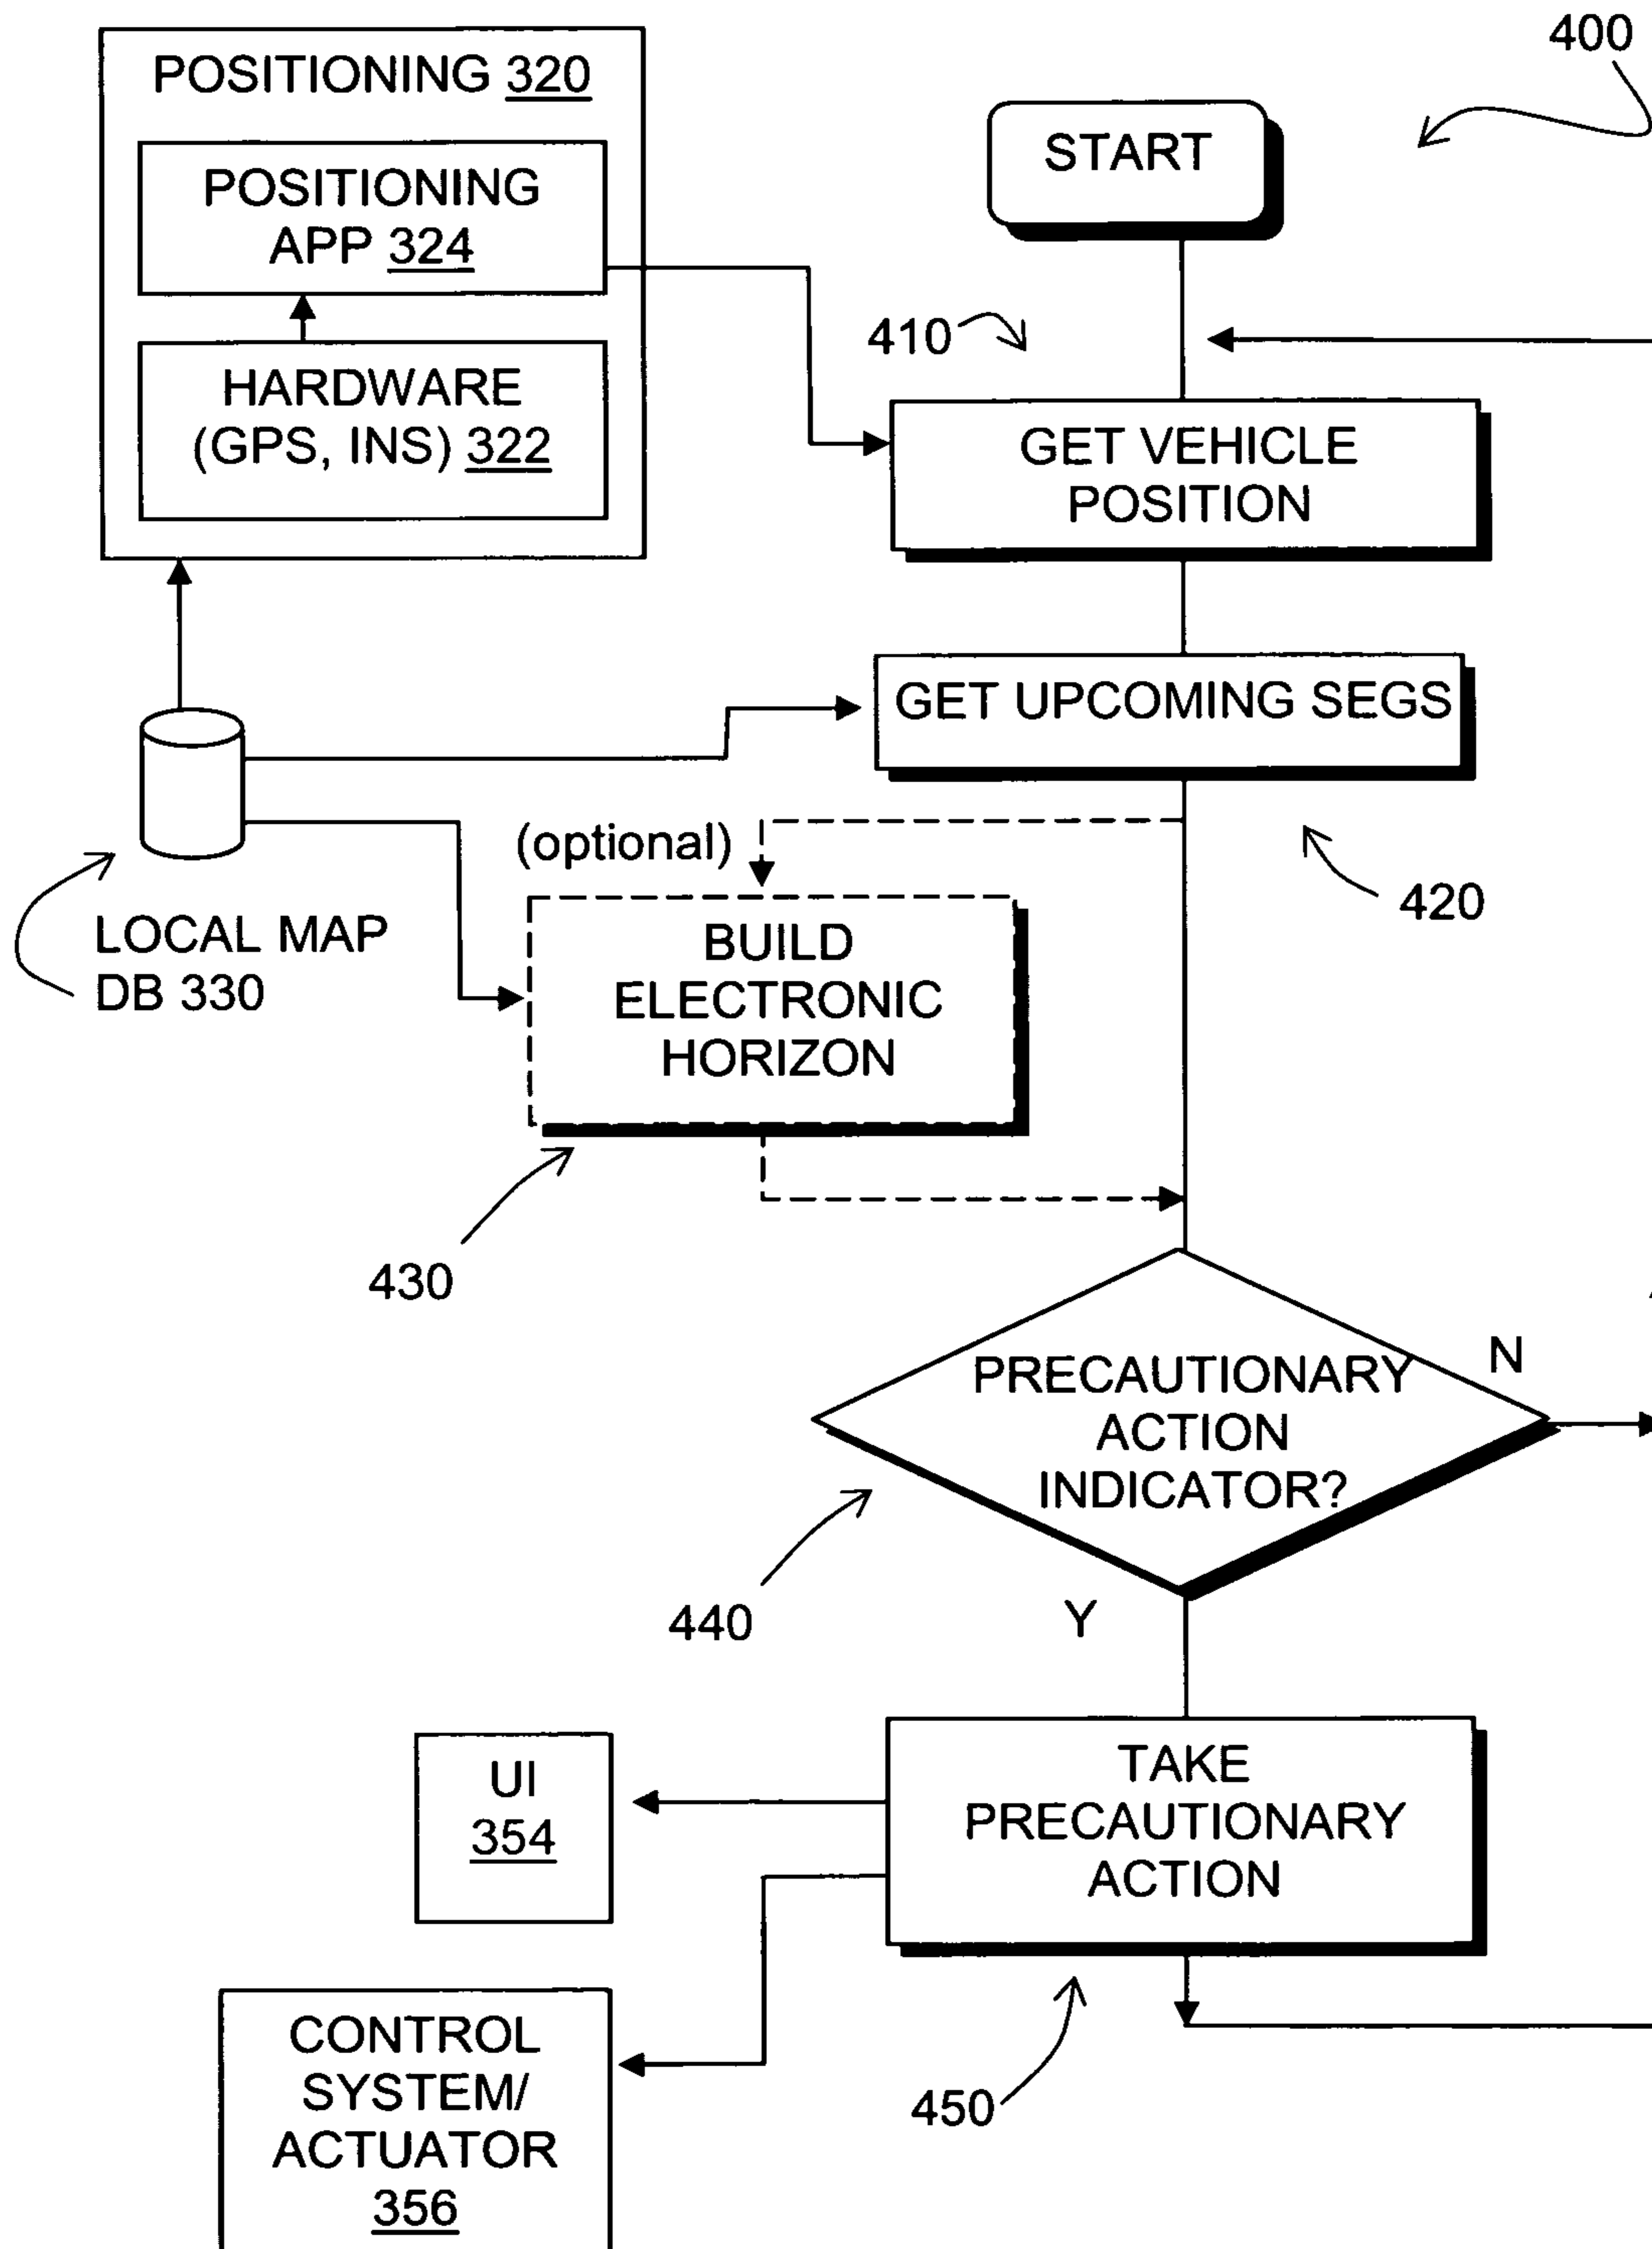 400
POSITIONING 320
START
POSITIONING
APP 324
410
HARDWARE
(GPS, INS) 322
GET VEHICLE
POSITION
GET UPCOMING SEGS
(optional)
420
LOCAL MAP
DB 330
BUILD
ELECTRONIC
HORIZON
430
N
PRECAUTIONARY
ACTION
INDICATOR?
440
Y
UI
354
TAKE
PRECAUTIONARY
ACTION
CONTROL
SYSTEM/
ACTUATOR
356
450